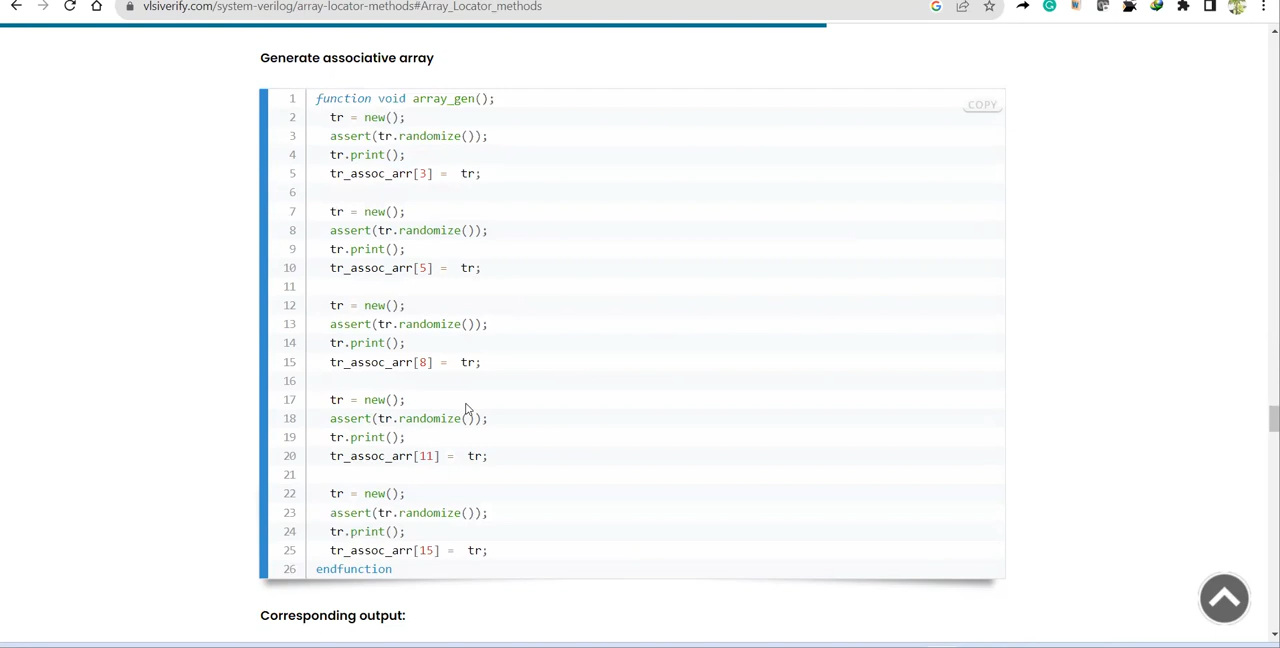 vlsiverify.com/system-verilog/array-locator-methods#Array_Locator_methods
Generate associative array
COPY
1 function void array_gen();
2 tr = new();
3 assert(tr.randomize());
4 tr.print();
5 tr_assoc_arr[3] =  tr;
6
7 tr = new();
8 assert(tr.randomize());
9 tr.print();
10 tr_assoc_arr[5] =  tr;
11
12 tr = new();
13 assert(tr.randomize());
14 tr.print();
15 tr_assoc_arr[8] =  tr;
16
17 tr = new();
18 assert(tr.randomize());
19 tr.print();
20 tr_assoc_arr[11] =  tr;
21
22 tr = new();
23 assert(tr.randomize());
24 tr.print();
25 tr_assoc_arr[15] =  tr;
26 endfunction
Corresponding output: